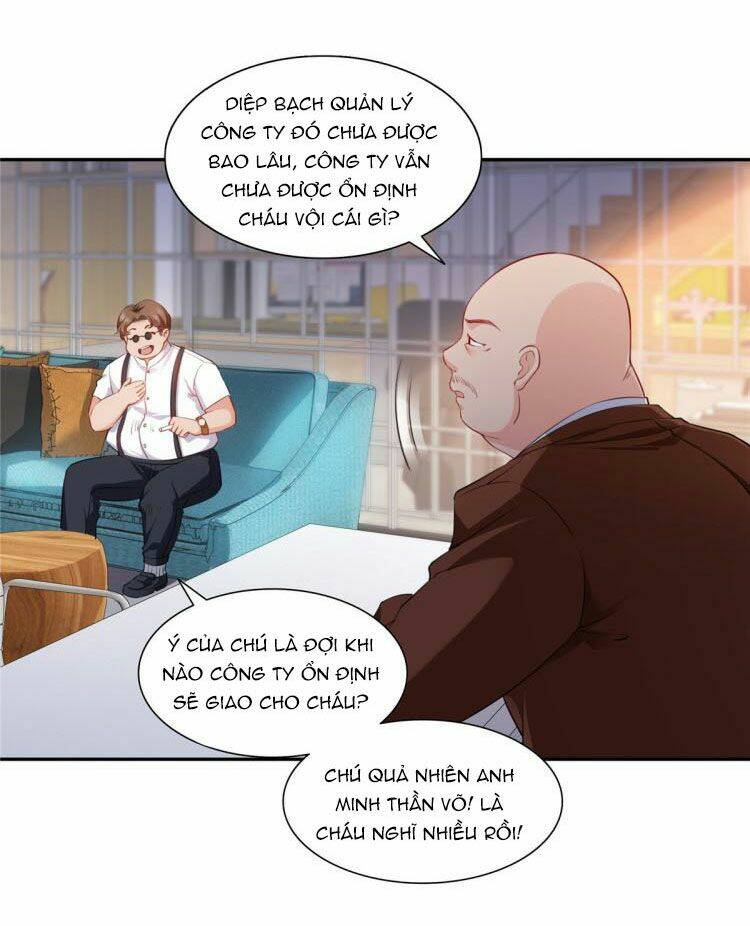 DIỆP BẠCH QUẢN LÝ
CÔNG TY ĐÓ CHƯA ĐƯỢC
BAO LÂU, CÔNG TY VẪN
CHƯA ĐƯỢC ỔN ĐỊNH
CHÁU VỘI CÁI GÌ?
Ý CỦA CHÚ LÀ ĐỢI KHI
NÀO CÔNG TY ỔN ĐỊNH
SẼ GIAO CHO CHÁU?
CHÚ QUẢ NHIÊN ANH
MINH THẦN VÕ! LÀ
CHÁU NGHĨ NHIỀU RỒI!